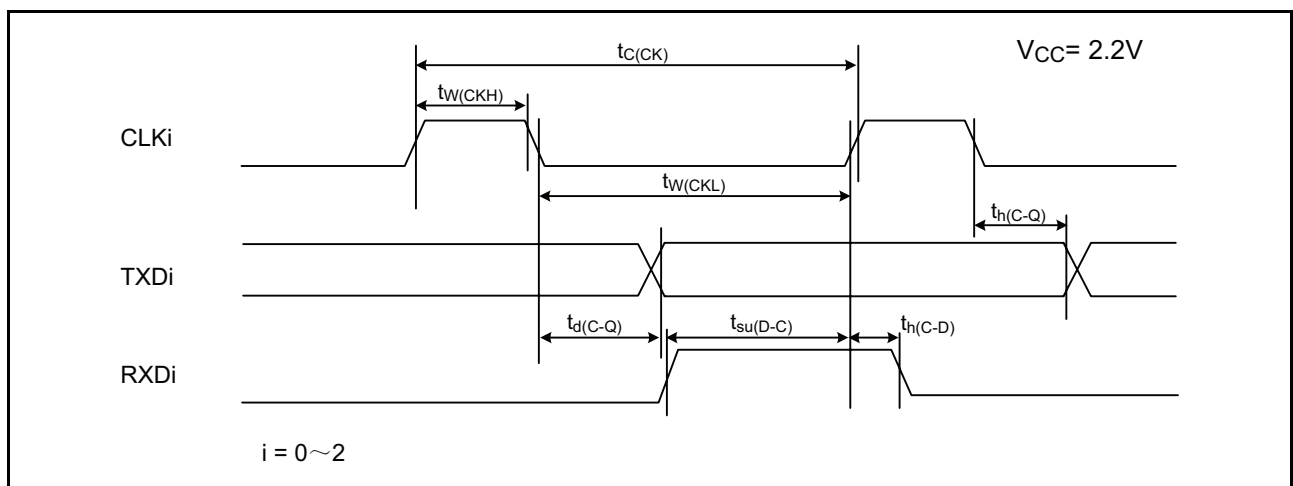 tC(CK)
VCC= 2.2V
tW(CKH)
CLKi
tW(CKL)
th(C-Q)
TXDi
td(C-Q)
tsu(D-C)
th(C-D)
RXDi
i = 0～2